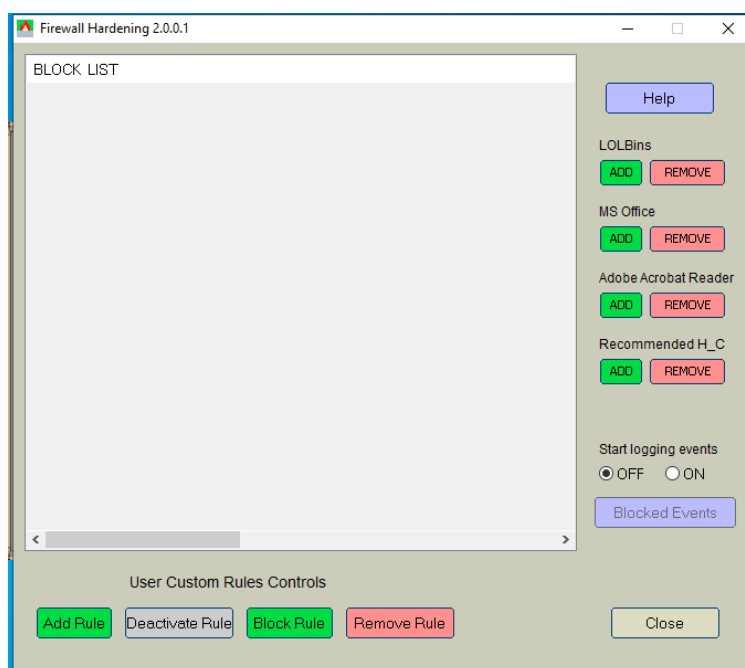 Firewall Hardening 2.0.0.1
BLOCK LIST
Help
LOLBins
ADD REMOVE
MS Office
ADD REMOVE
Adobe Acrobat Reader
ADD REMOVE
Recommended H_C
ADD REMOVE
Start logging events
OFF ON
Blocked Events
User Custom Rules Controls
Add Rule Deactivate Rule Block Rule Remove Rule Close